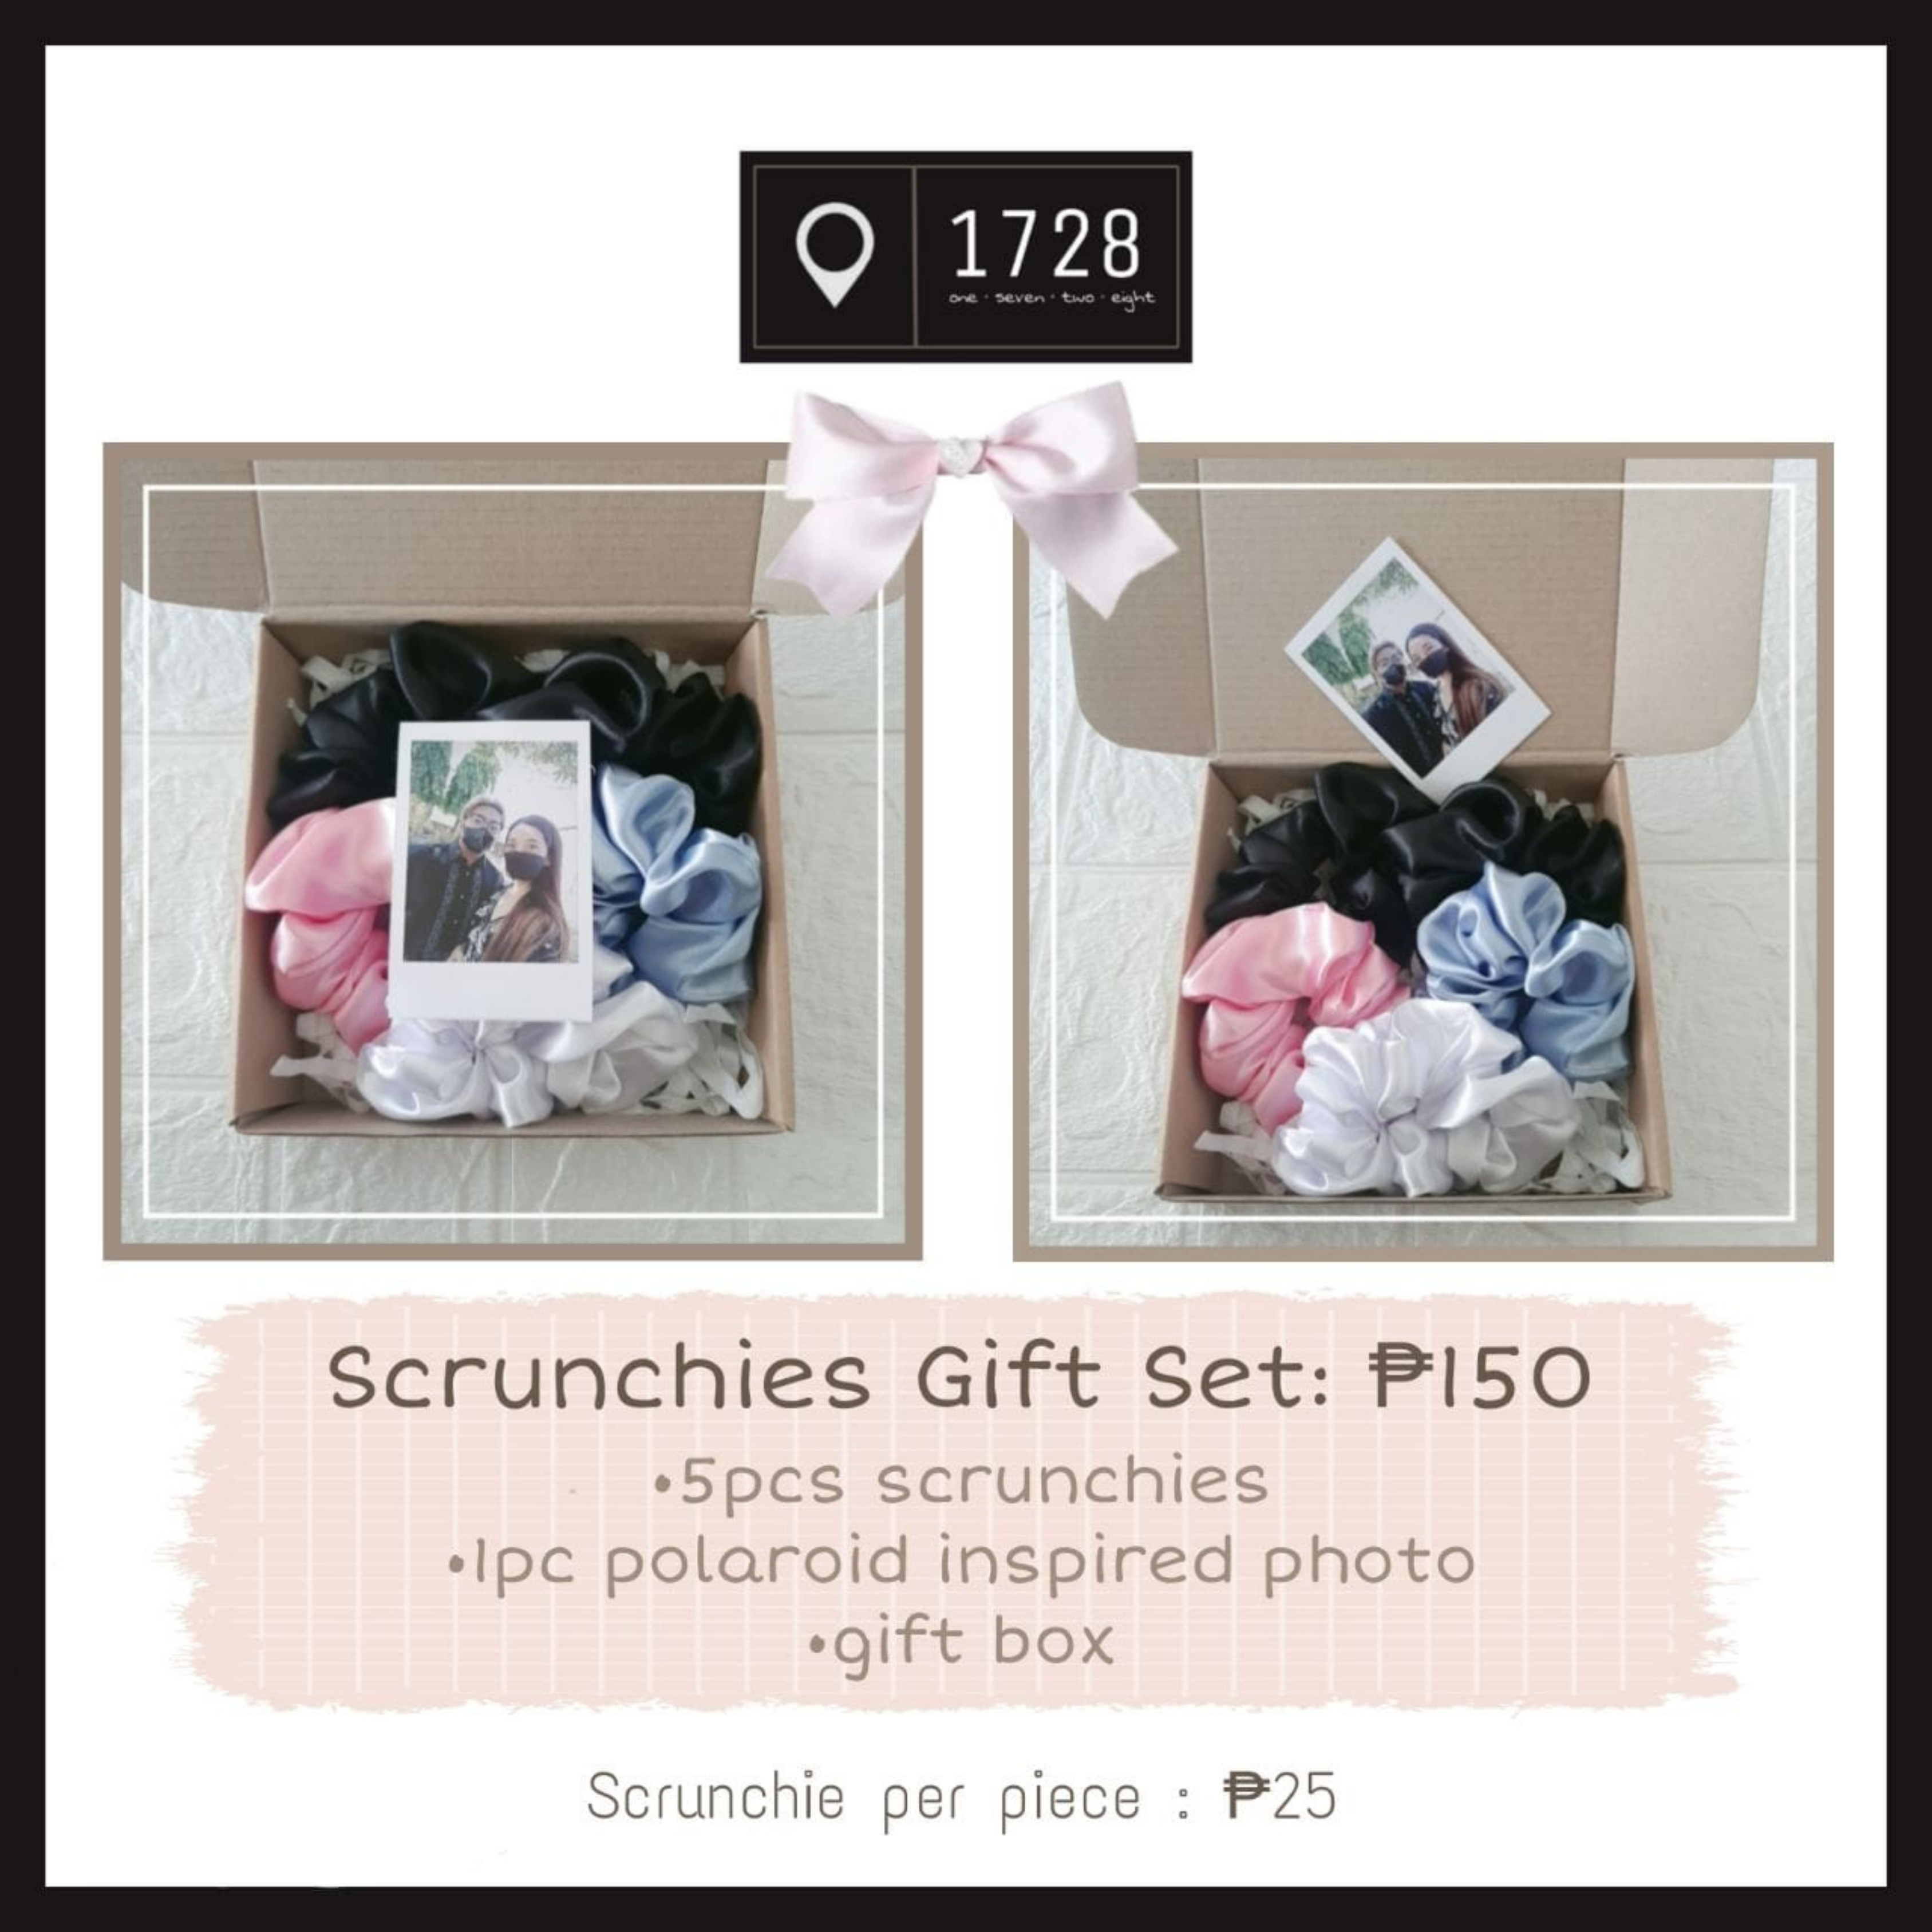 1728
one · seven · two · eight
Scrunchies Gift Set: ₱150
•5pcs scrunchies
•1pc polaroid inspired photo
•gift box
Scrunchie per piece : ₱25